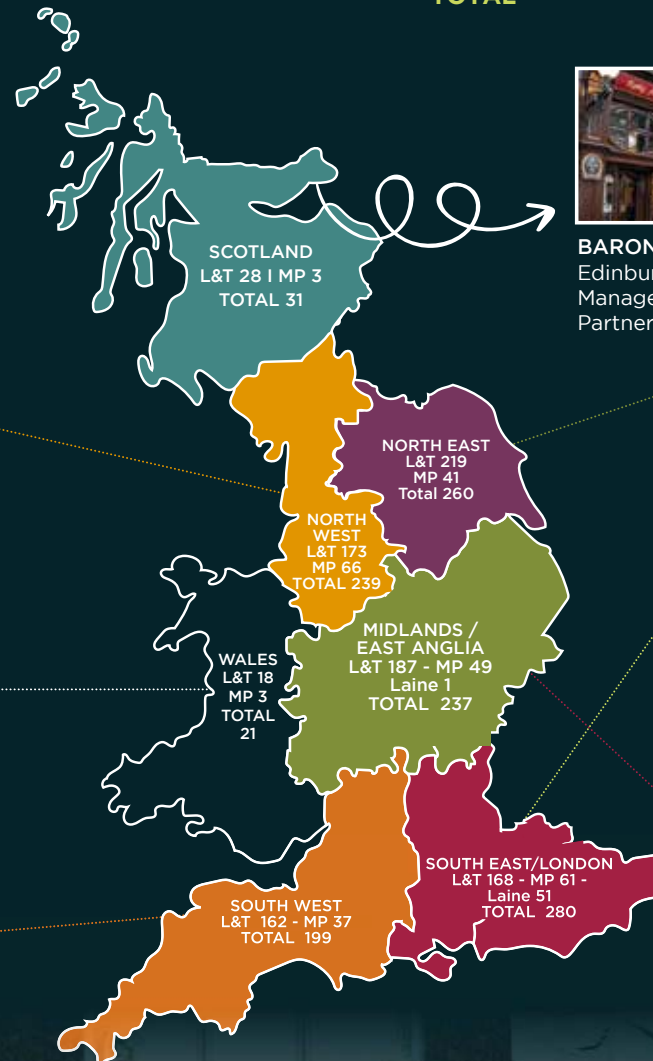 TOTAL
SCOTLAND
L&T 28 I MP 3
TOTAL 31
BARON
Edinbur
Manage
Partner
NORTH EAST
L&T 219
MP 41
Total 260
NORTH
WEST
L&T 173
MP 66
TOTAL 239
MIDLANDS /
EAST ANGLIA
L&T 187 - MP 49
Laine 1
TOTAL 237
WALES
L&T 18
MP 3
TOTAL
21
SOUTH EAST/LONDON
L&T 168 - MP 61 -
Laine 51
TOTAL 280
SOUTH WEST
L&T 162 - MP 37
TOTAL 199